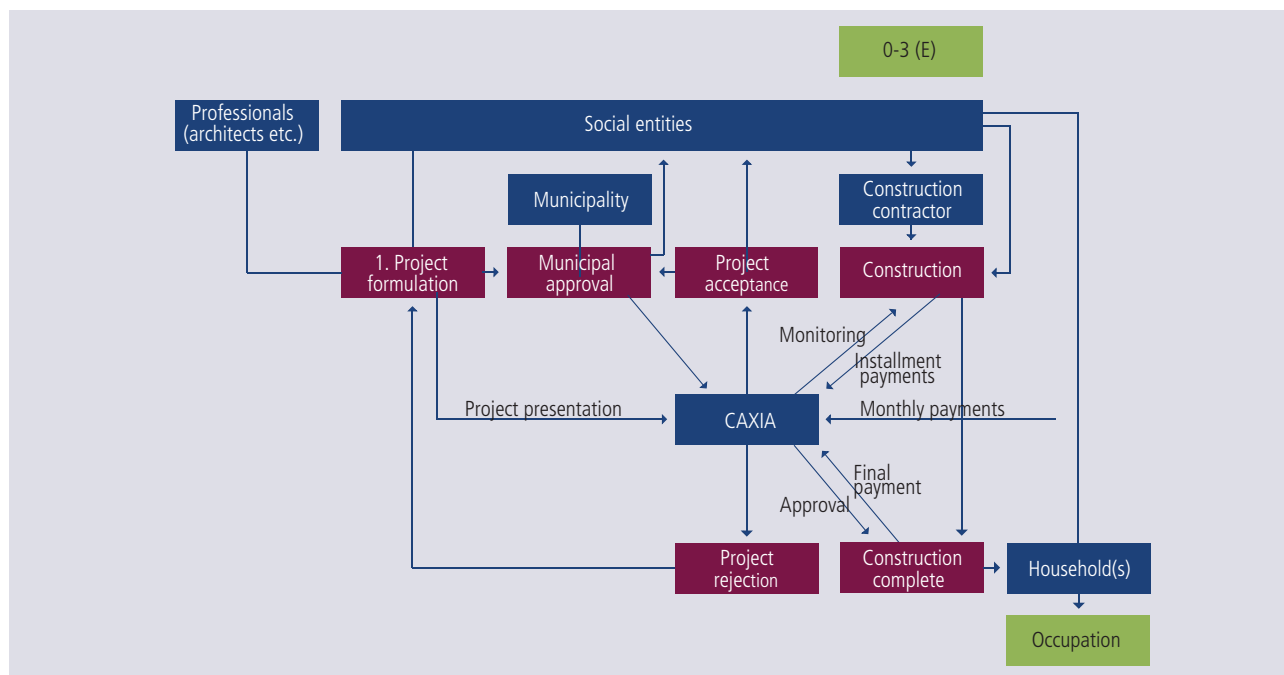 0-3 (E)
Professionals
(architects etc.)
Social entities
Municipality
Construction
contractor
1. Project
formulation
Municipal
approval
Project
acceptance
Construction
Monitoring
Installment
payments
Project presentation
CAXIA
Monthly payments
Final
payment
Approval
Project
rejection
Construction
complete
Household(s)
Occupation